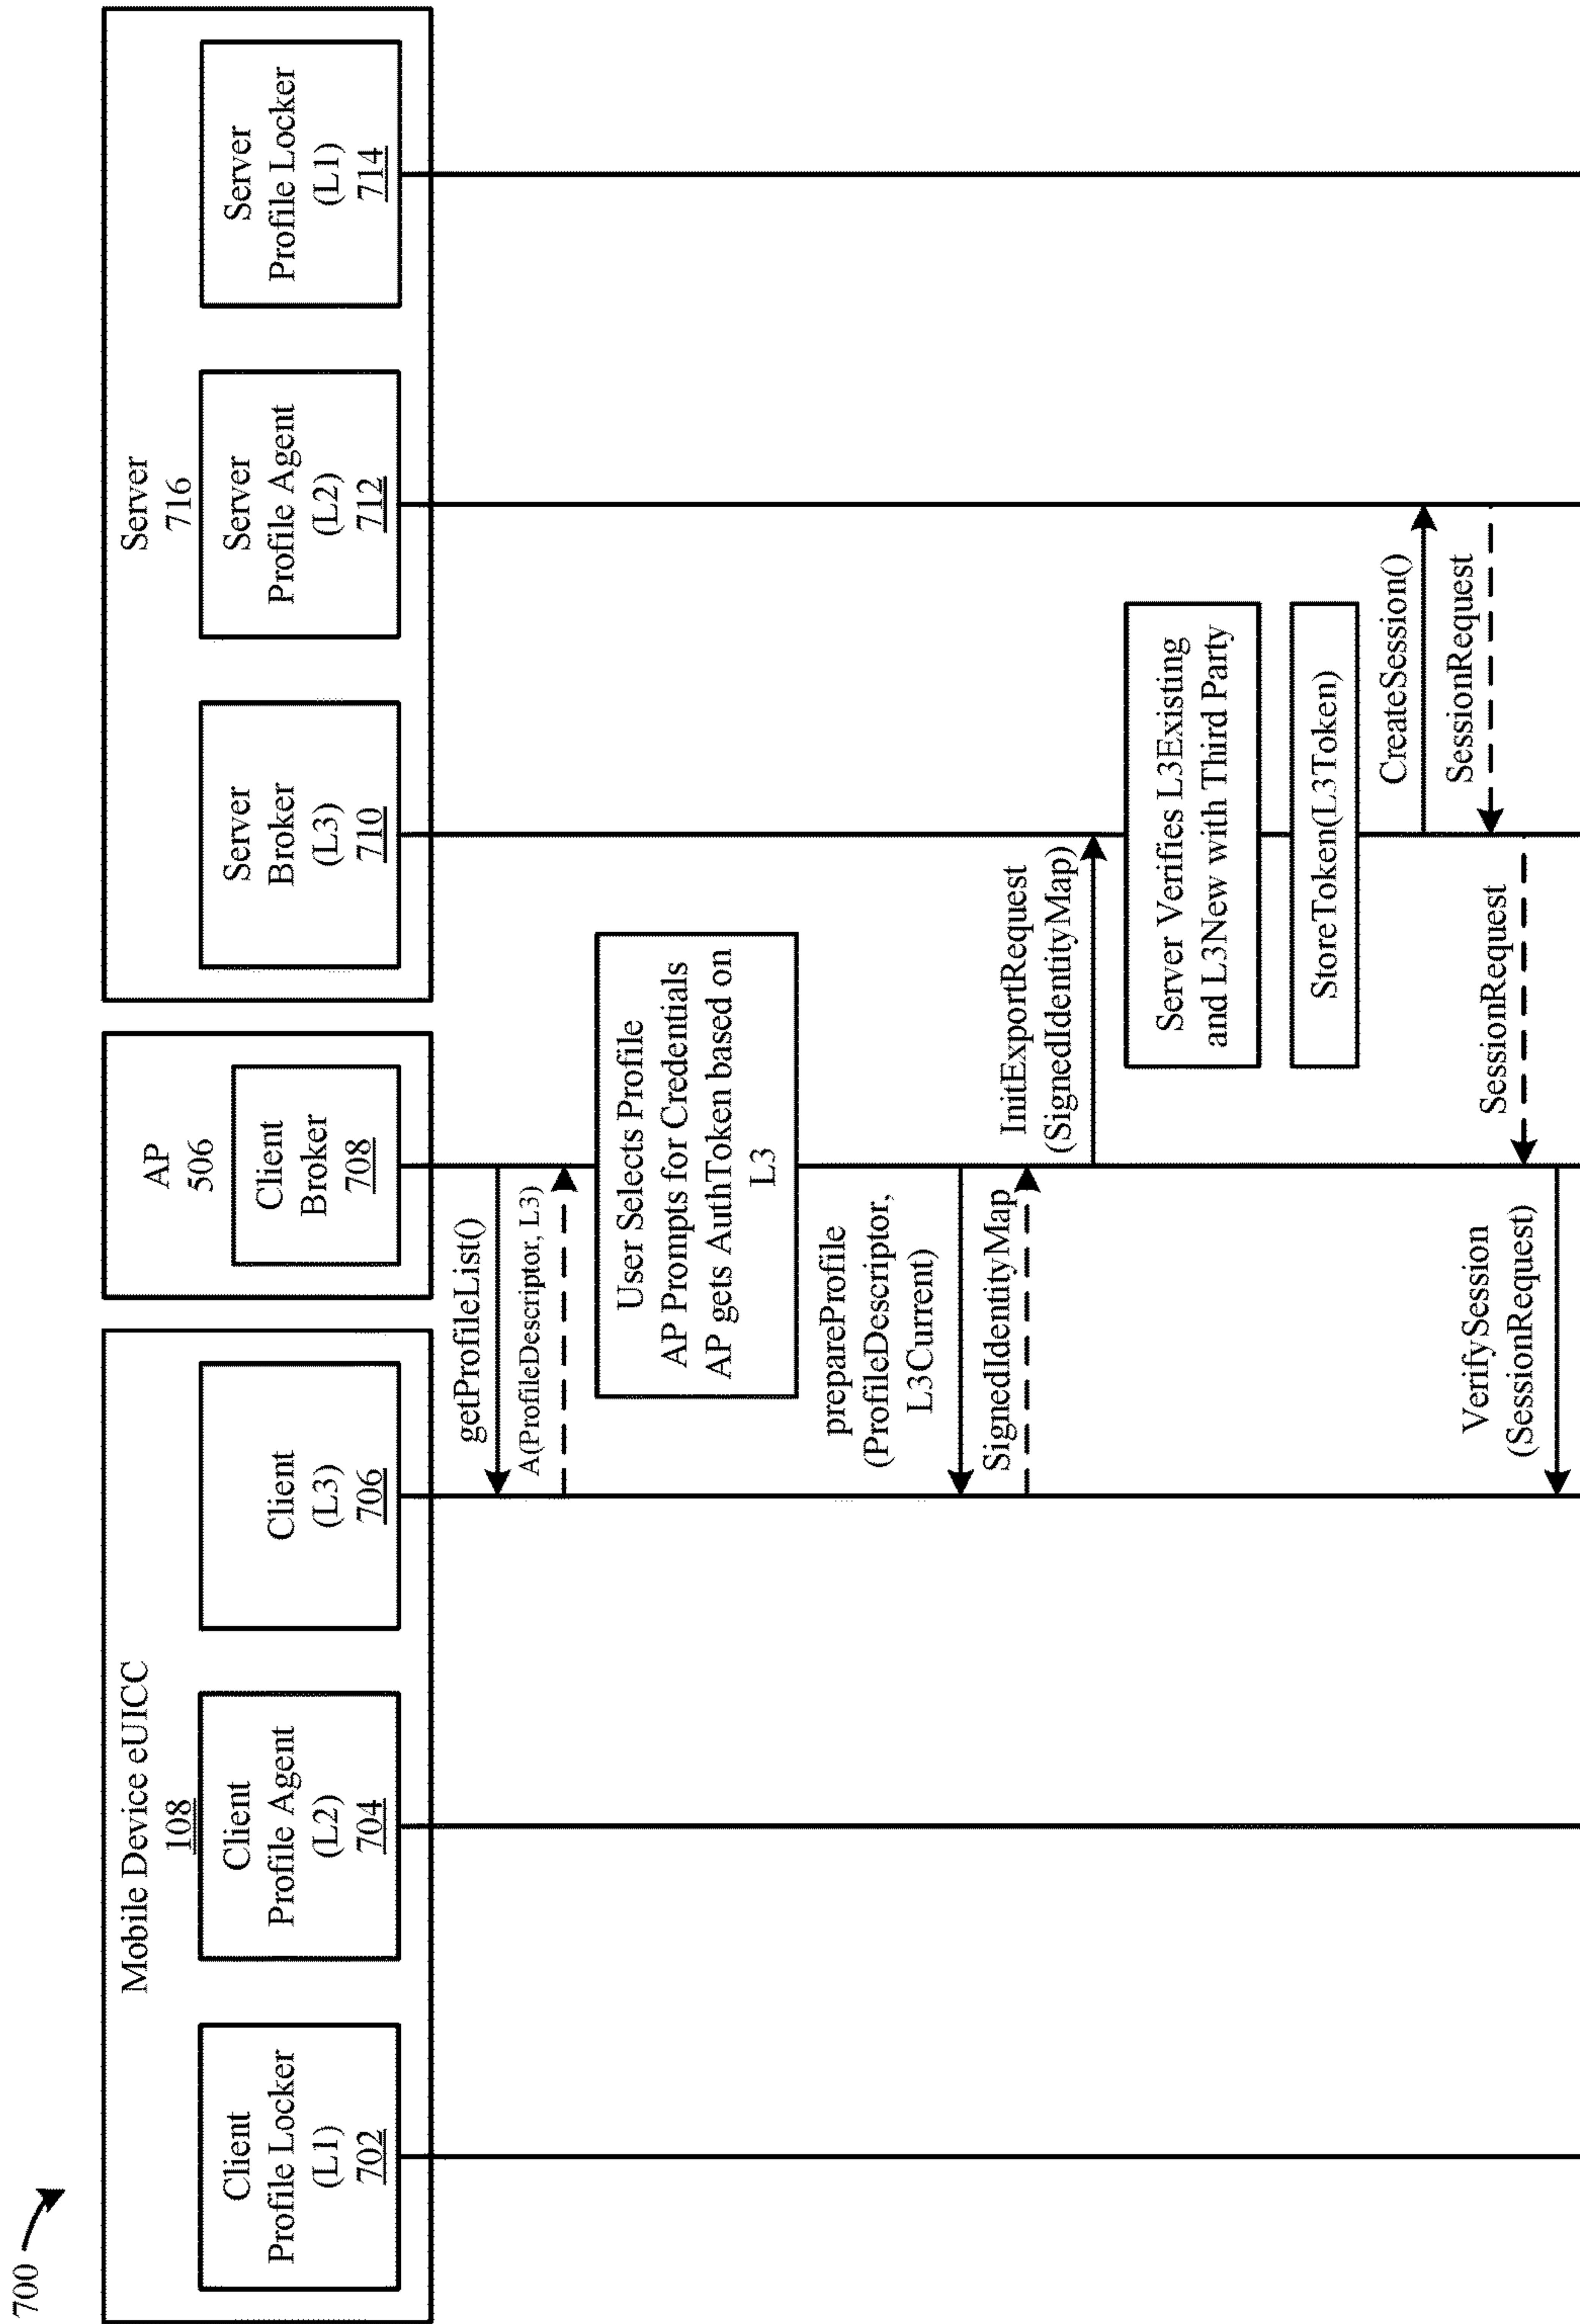 700
Mobile Device eUICC
108
Client
Profile Locker
(L1)
702
Client
Profile Agent
(L2)
704
Client
(L3)
706
AP
506
Client
Broker
708
Server
716
Server
Broker
(L3)
710
Server
Profile Agent
(L2)
712
Server
Profile Locker
(L1)
714
getProfileList()
A(ProfileDescriptor, L3)
User Selects Profile
AP Prompts for Credentials
AP gets AuthToken based on
L3
prepareProfile
(ProfileDescriptor,
L3Current)
SignedIdentityMap
InitExportRequest
(SignedIdentityMap)
Server Verifies L3Existing
and L3New with Third Party
StoreToken(L3Token)
CreateSession()
SessionRequest
SessionRequest
VerifySession
(SessionRequest)